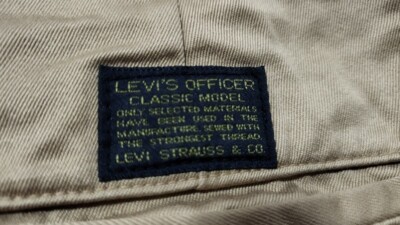 LEVI'S OFFICER
CLASSIC MODEL
ONLY SELECTED MATERIALS
HAVE BEEN USED IN THE
MANUFACTURE, SEWED WITH
THE STRONGEST THREAD.
LEVI STRAUSS & CO.